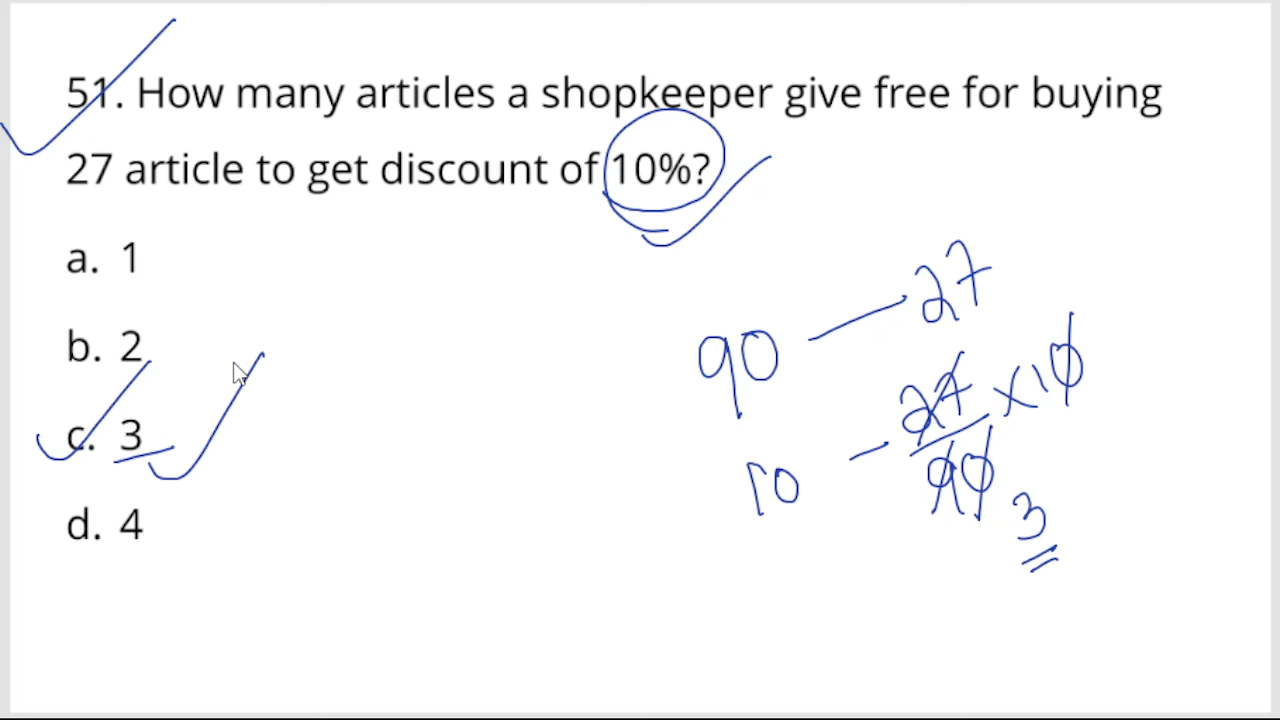 51. How many articles a shopkeeper give free for buying
27 article to get discount of 10%?
a. 1
b. 2
c. 3
d. 4
90 — 27
10 — 27/90 × 10
3